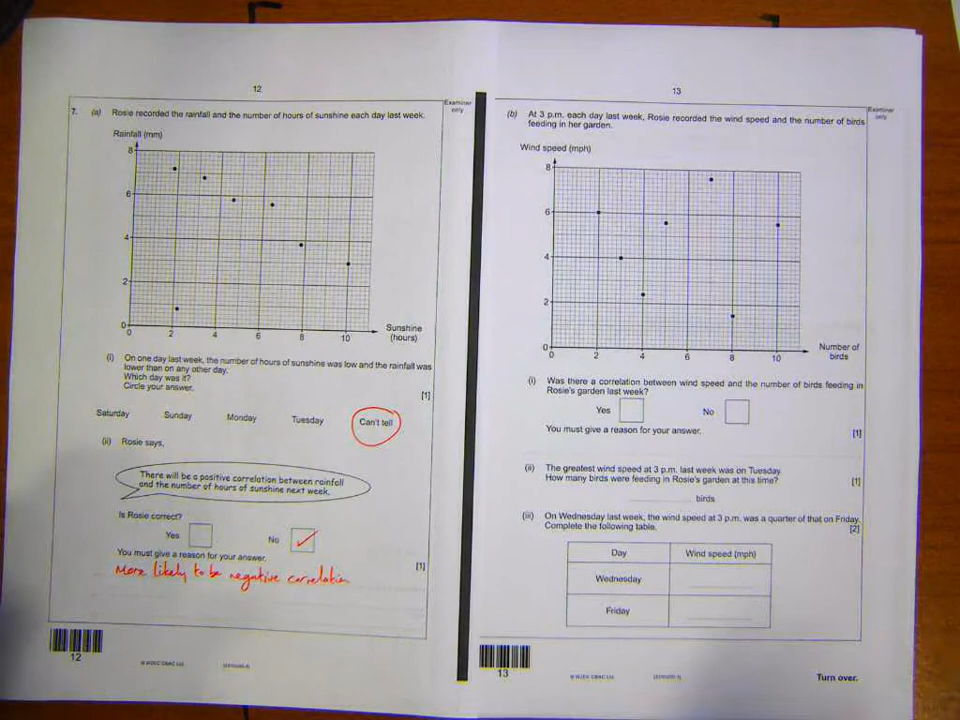 12
Examiner
only
7. (a) Rosie recorded the rainfall and the number of hours of sunshine each day last week.
Rainfall (mm)
8
6
4
2
0
0 2 4 6 8 10
Sunshine
(hours)
(i) On one day last week, the number of hours of sunshine was low and the rainfall was
lower than on any other day.
Which day was it?
Circle your answer.
[1]
Saturday Sunday Monday Tuesday Can't tell
(ii) Rosie says,
There will be a positive correlation between rainfall
and the number of hours of sunshine next week.
Is Rosie correct?
Yes No ✓
You must give a reason for your answer.
[1]
More likely to be negative correlation
12
© WJEC CBAC Ltd.
13
Examiner
only
(b) At 3 p.m. each day last week, Rosie recorded the wind speed and the number of birds
feeding in her garden.
Wind speed (mph)
8
6
4
2
0
0 2 4 6 8 10
Number of
birds
(i) Was there a correlation between wind speed and the number of birds feeding in
Rosie's garden last week?
Yes No
You must give a reason for your answer.
[1]
(ii) The greatest wind speed at 3 p.m. last week was on Tuesday.
How many birds were feeding in Rosie's garden at this time?
[1]
birds
(iii) On Wednesday last week, the wind speed at 3 p.m. was a quarter of that on Friday.
Complete the following table.
[2]
Day Wind speed (mph)
Wednesday
Friday
13
© WJEC CBAC Ltd.
Turn over.